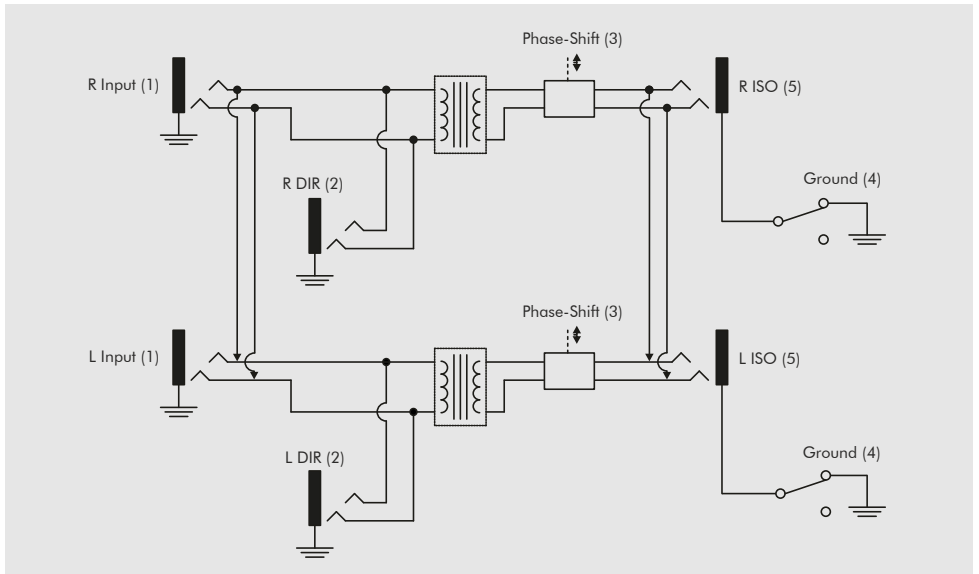 Phase-Shift (3)
R Input (1)
R ISO (5)
R DIR (2)
Ground (4)
Phase-Shift (3)
L Input (1)
L ISO (5)
L DIR (2)
Ground (4)